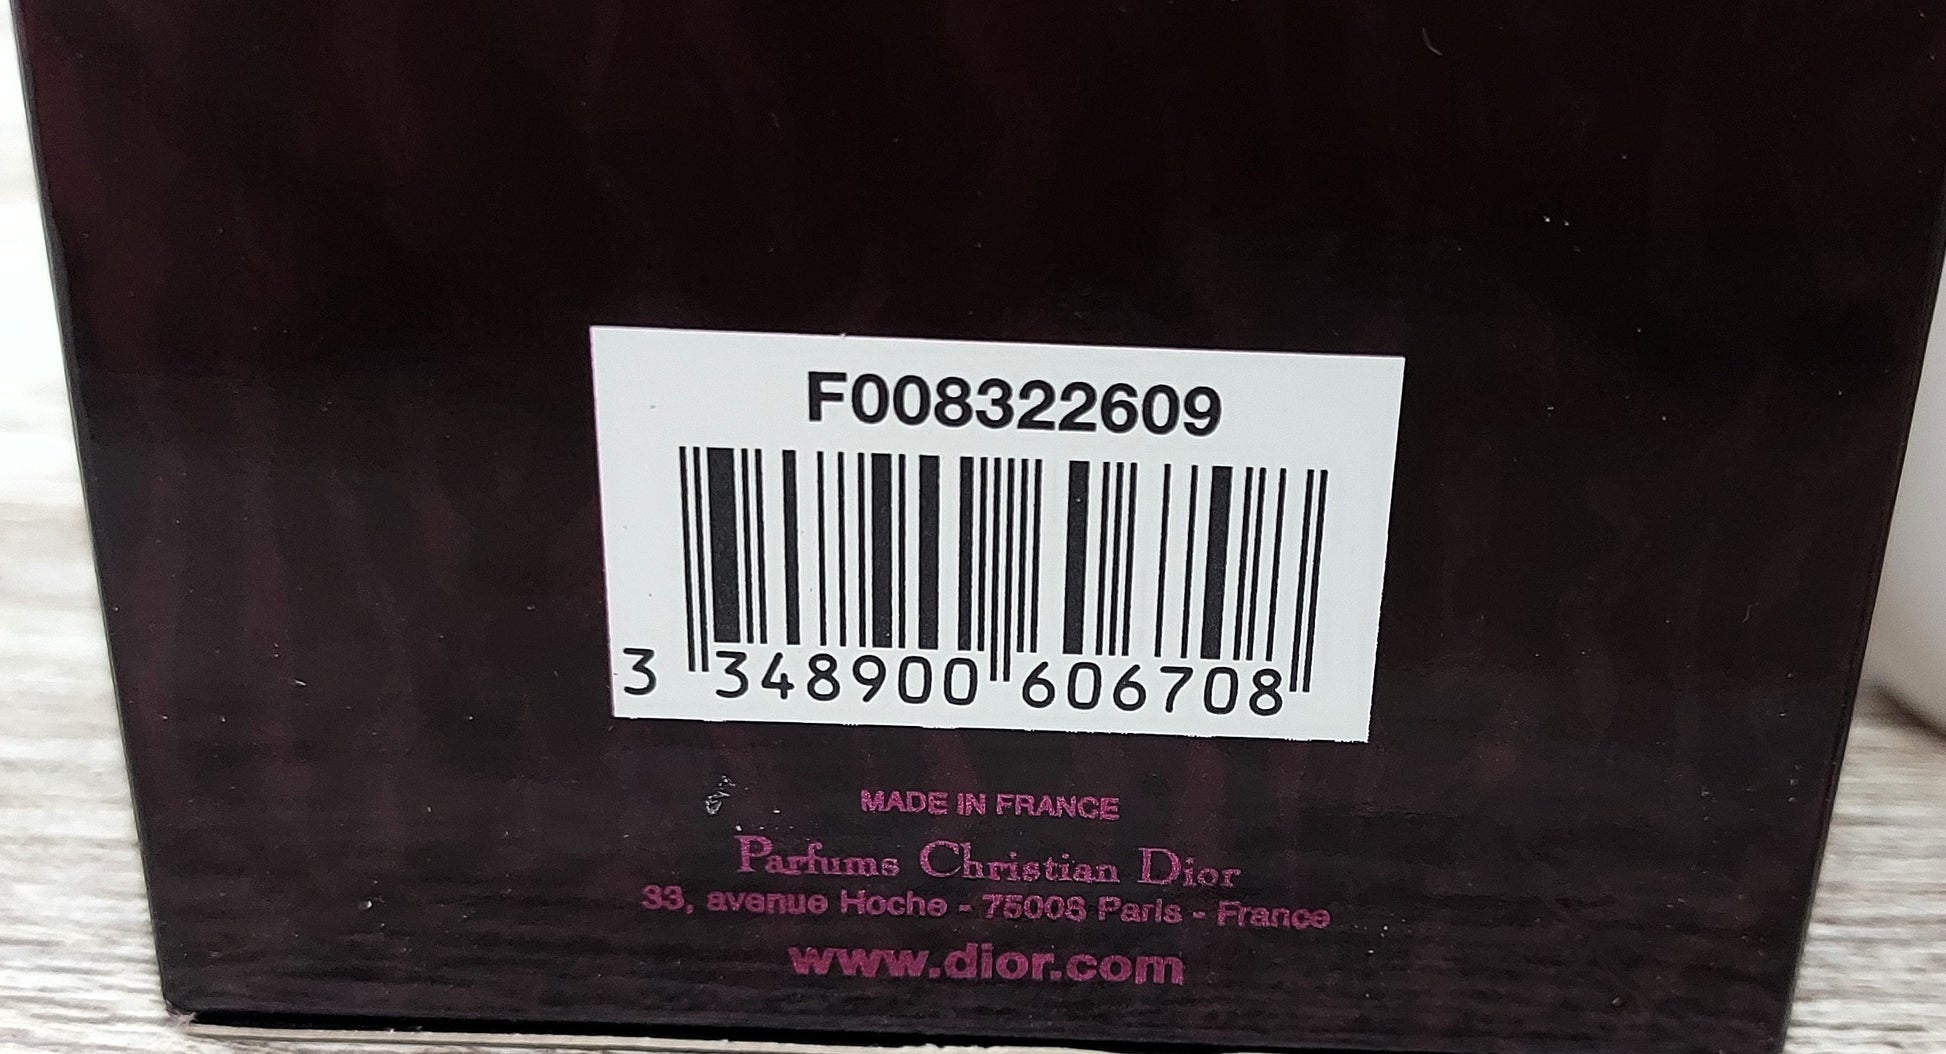 F008322609
3 348900 606708
MADE IN FRANCE
Parfums Christian Dior
33, avenue Hoche - 75008 Paris - France
www.dior.com